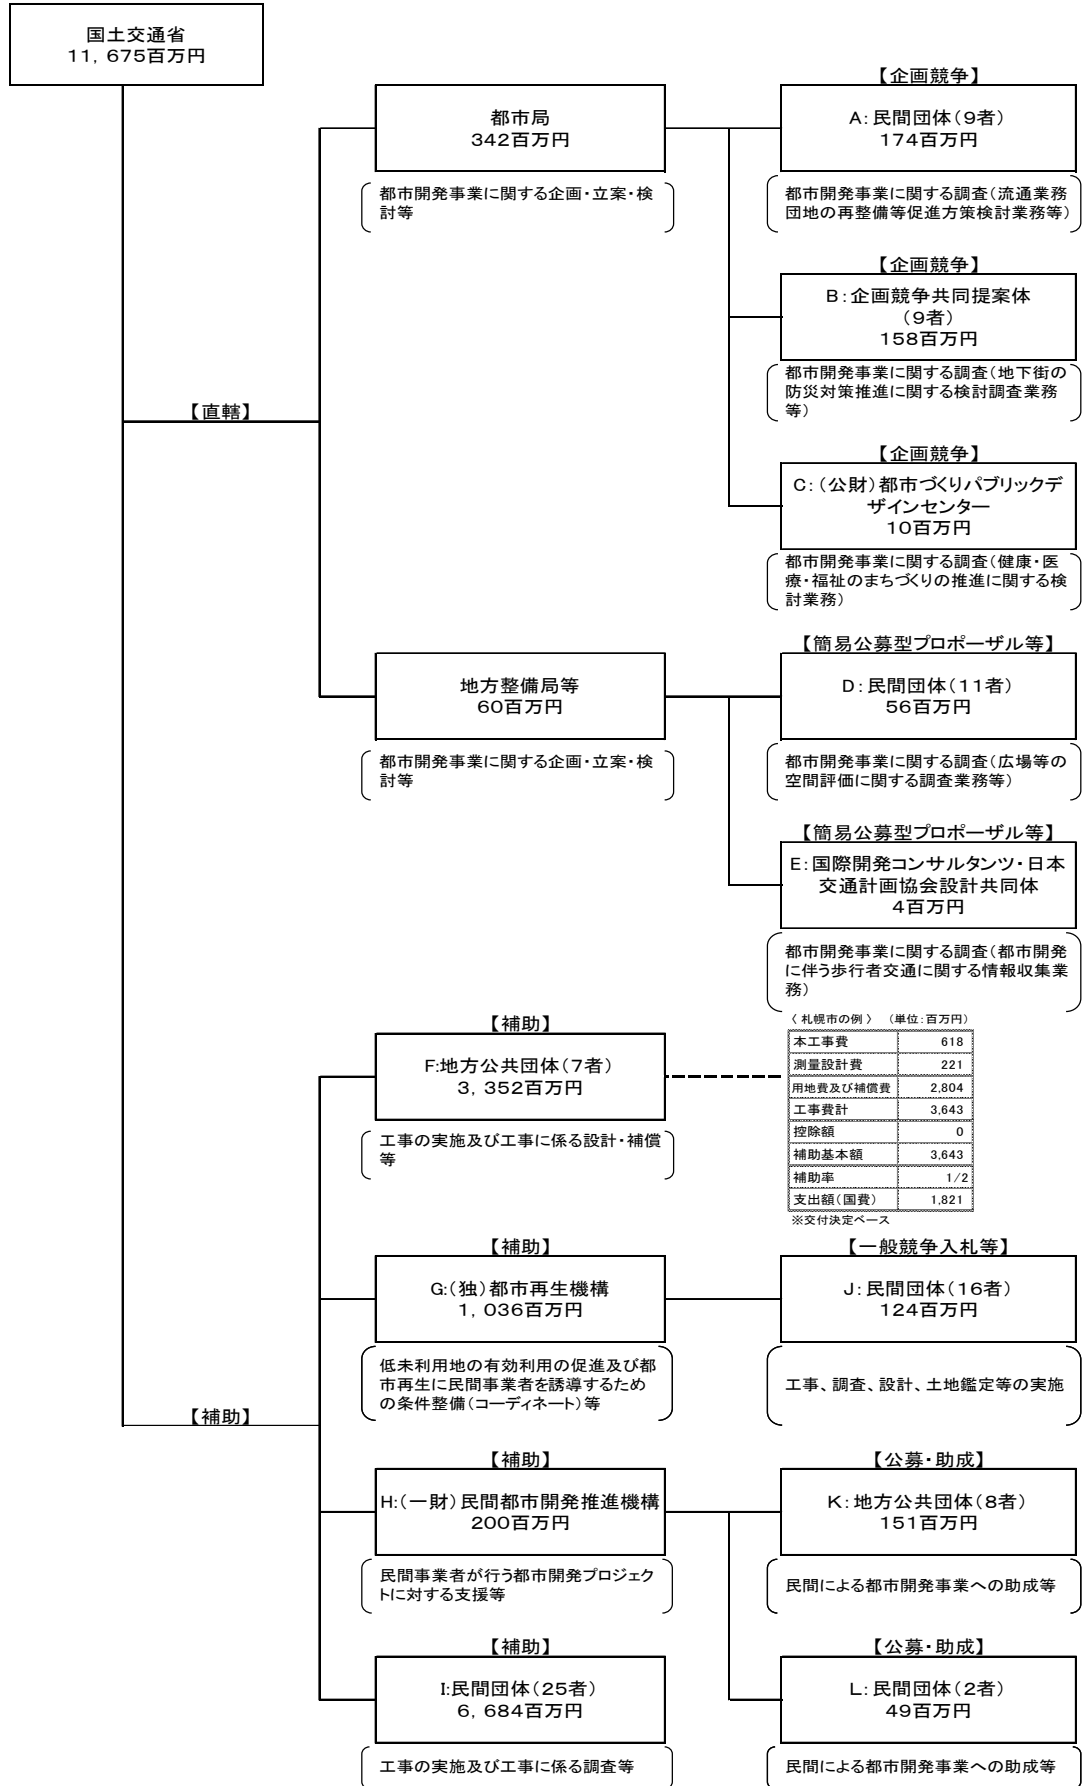 国土交通省
11,675百万円
【直轄】
都市局
342百万円
都市開発事業に関する企画・立案・検
討等
【企画競争】
A:民間団体(9者)
174百万円
都市開発事業に関する調査(流通業務
団地の再整備等促進方策検討業務等)
【企画競争】
B:企画競争共同提案体
(9者)
158百万円
都市開発事業に関する調査(地下街の
防災対策推進に関する検討調査業務
等)
【企画競争】
C:(公財)都市づくりパブリックデ
ザインセンター
10百万円
都市開発事業に関する調査(健康・医
療・福祉のまちづくりの推進に関する検
討業務)
地方整備局等
60百万円
都市開発事業に関する企画・立案・検
討等
【簡易公募型プロポーザル等】
D:民間団体(11者)
56百万円
都市開発事業に関する調査(広場等の
空間評価に関する調査業務等)
【簡易公募型プロポーザル等】
E:国際開発コンサルタンツ・日本
交通計画協会設計共同体
4百万円
都市開発事業に関する調査(都市開発
に伴う歩行者交通に関する情報収集業
務)
【補助】
【補助】
F:地方公共団体(7者)
3,352百万円
工事の実施及び工事に係る設計・補償
等
〈札幌市の例〉 (単位:百万円)
本工事費 618
測量設計費 221
用地費及び補償費 2,804
工事費計 3,643
控除額 0
補助基本額 3,643
補助率 1/2
支出額(国費) 1,821
※交付決定ベース
【補助】
G:(独)都市再生機構
1,036百万円
低未利用地の有効利用の促進及び都
市再生に民間事業者を誘導するため
の条件整備(コーディネート)等
【一般競争入札等】
J:民間団体(16者)
124百万円
工事、調査、設計、土地鑑定等の実施
【補助】
H:(一財)民間都市開発推進機構
200百万円
民間事業者が行う都市開発プロジェク
トに対する支援等
【公募・助成】
K:地方公共団体(8者)
151百万円
民間による都市開発事業への助成等
【補助】
I:民間団体(25者)
6,684百万円
工事の実施及び工事に係る調査等
【公募・助成】
L:民間団体(2者)
49百万円
民間による都市開発事業への助成等